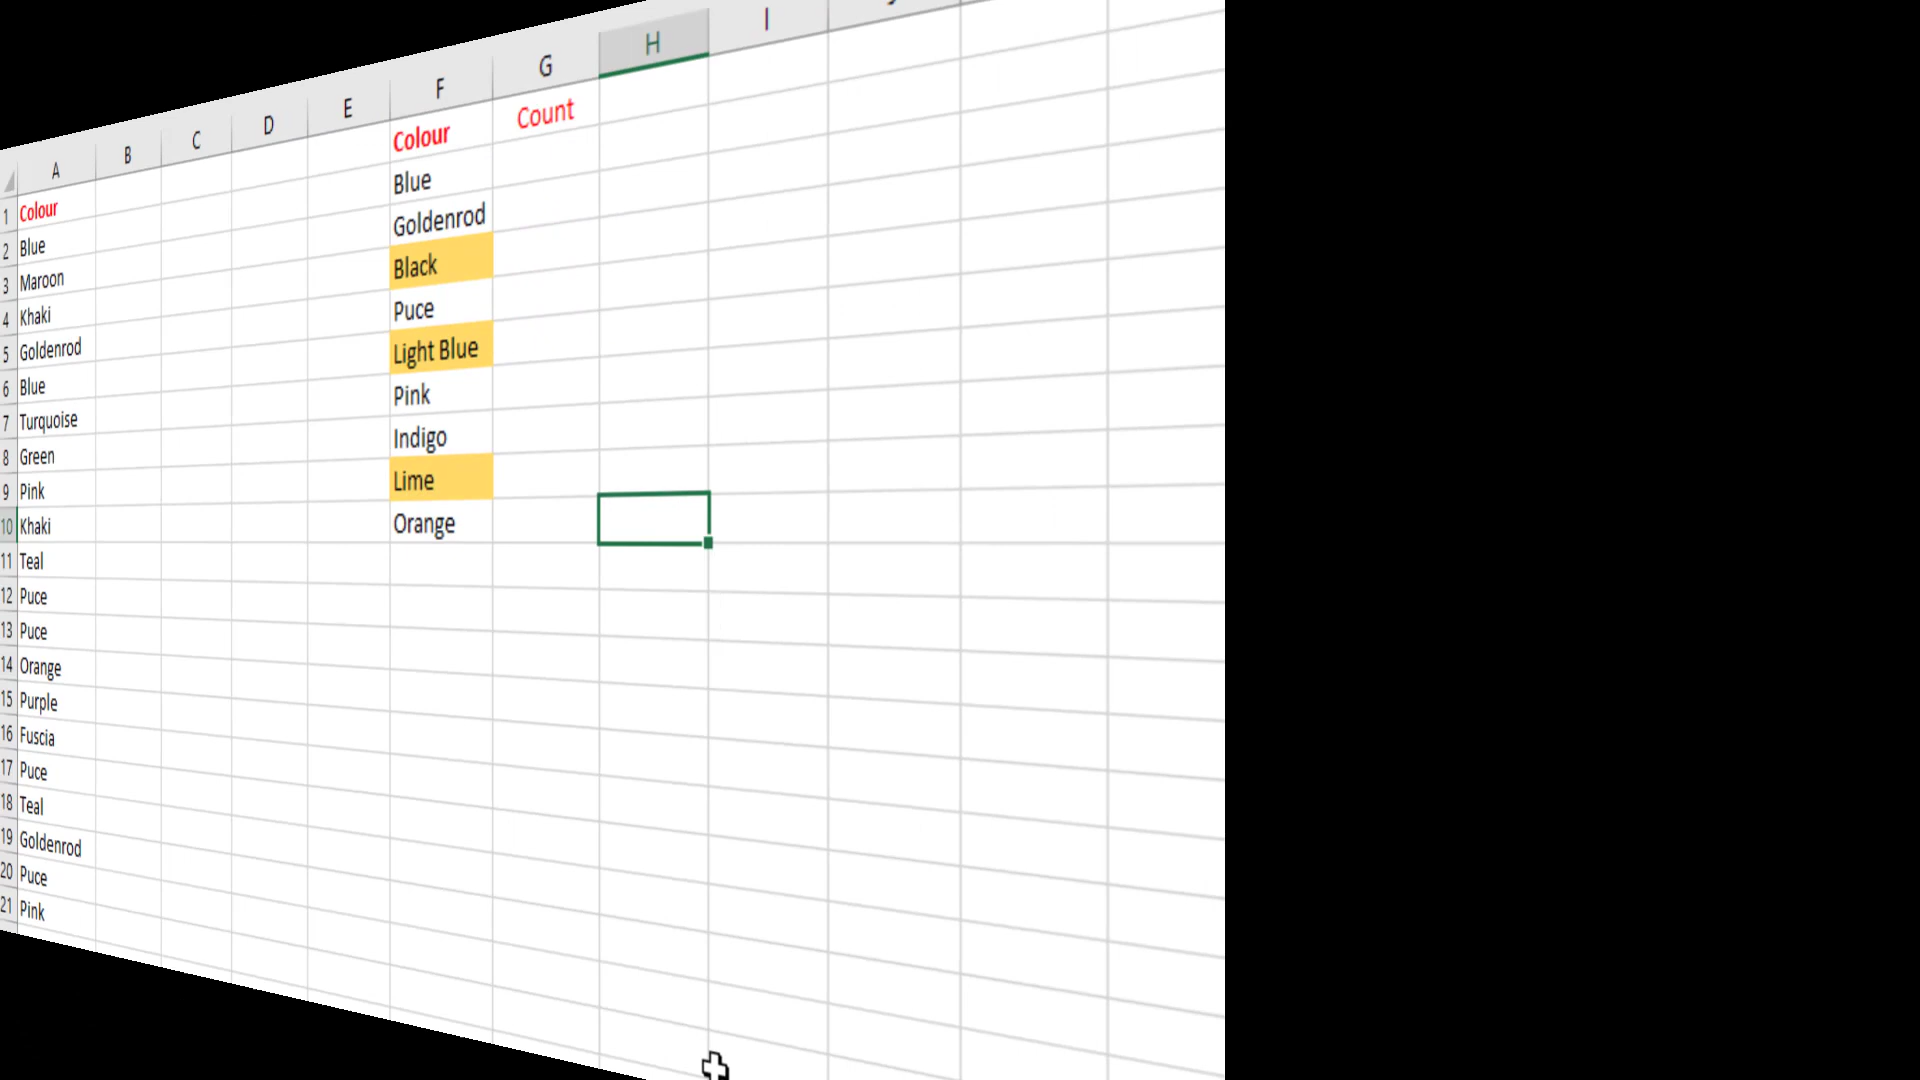 A B C D E F G H I
1 Colour Colour Count
2 Blue Blue
3 Maroon Goldenrod
4 Khaki Black
5 Goldenrod Puce
6 Blue Light Blue
7 Turquoise Pink
8 Green Indigo
9 Pink Lime
10 Khaki Orange
11 Teal
12 Puce
13 Puce
14 Orange
15 Purple
16 Fuscia
17 Puce
18 Teal
19 Goldenrod
20 Puce
21 Pink